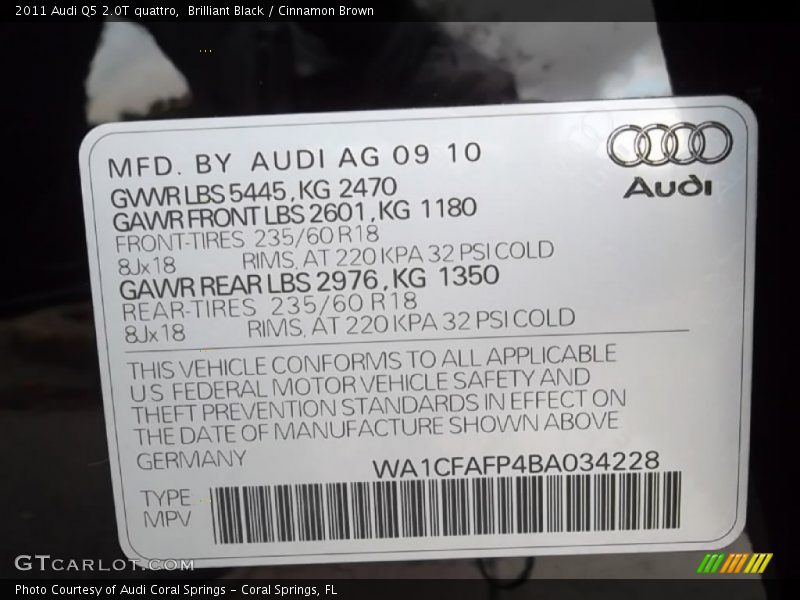 2011 Audi Q5 2.0T quattro,  Brilliant Black / Cinnamon Brown
MFD. BY AUDI AG 09 10
Audi
GVWR LBS 5445, KG 2470
GAWR FRONT LBS 2601, KG 1180
FRONT-TIRES 235/60 R18
8Jx18 RIMS, AT 220 KPA 32 PSI COLD
GAWR REAR LBS 2976, KG 1350
REAR-TIRES 235/60 R18
8Jx18 RIMS, AT 220 KPA 32 PSI COLD
THIS VEHICLE CONFORMS TO ALL APPLICABLE
U.S. FEDERAL MOTOR VEHICLE SAFETY AND
THEFT PREVENTION STANDARDS IN EFFECT ON
THE DATE OF MANUFACTURE SHOWN ABOVE
GERMANY
WA1CFAFP4BA034228
TYPE
MPV
GTCARLOT.COM
Photo Courtesy of Audi Coral Springs - Coral Springs, FL